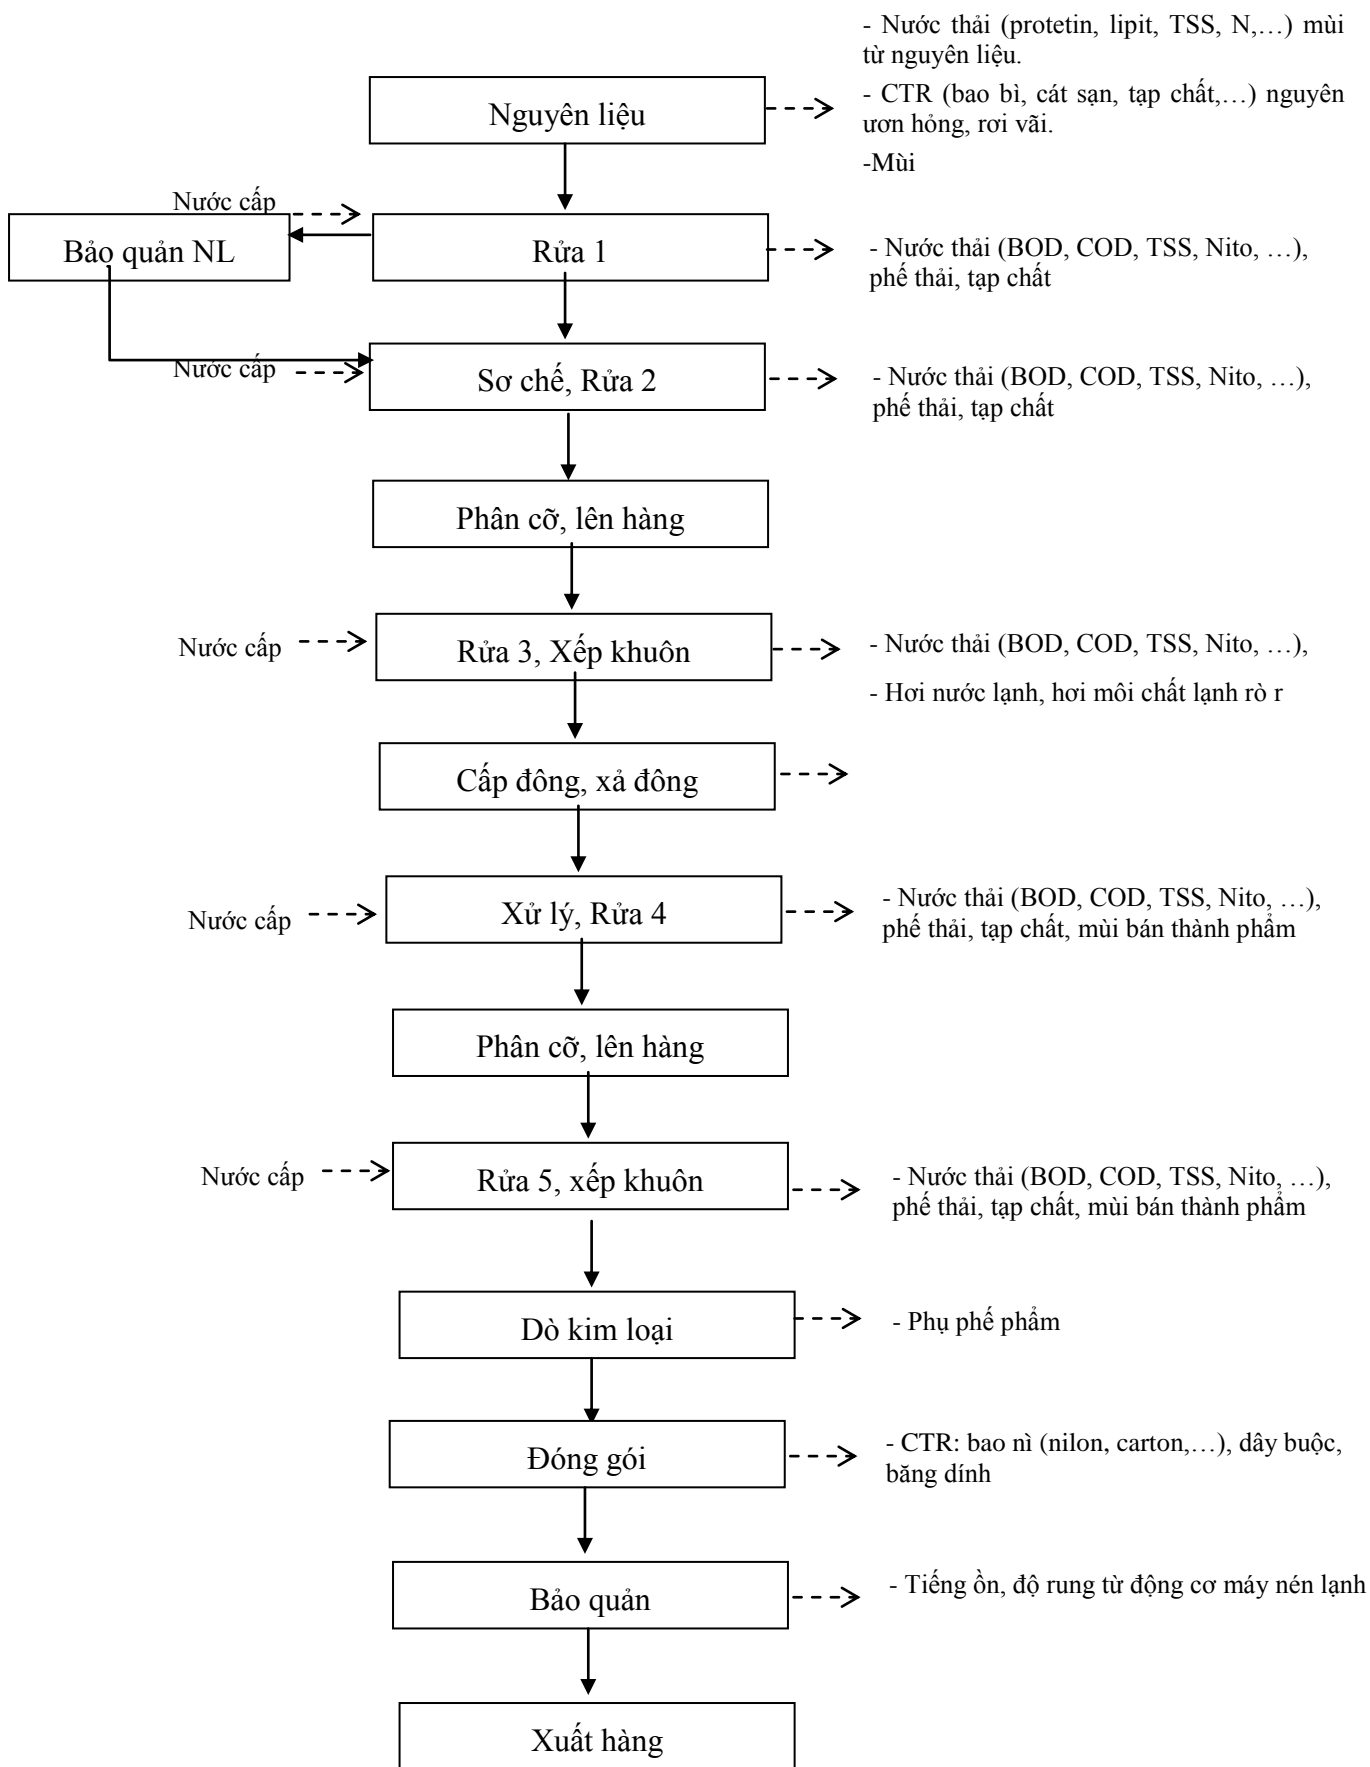 - Nước thải (protetin, lipit, TSS, N,…) mùi
từ nguyên liệu.
- CTR (bao bì, cát sạn, tạp chất,…) nguyên
ươn hỏng, rơi vãi.
-Mùi
Nguyên liệu
Nước cấp
Bảo quản NL
Rửa 1
- Nước thải (BOD, COD, TSS, Nito, …),
phế thải, tạp chất
Nước cấp
Sơ chế, Rửa 2
- Nước thải (BOD, COD, TSS, Nito, …),
phế thải, tạp chất
Phân cỡ, lên hàng
Nước cấp
Rửa 3, Xếp khuôn
- Nước thải (BOD, COD, TSS, Nito, …),
- Hơi nước lạnh, hơi môi chất lạnh rò r
Cấp đông, xả đông
Nước cấp
Xử lý, Rửa 4
- Nước thải (BOD, COD, TSS, Nito, …),
phế thải, tạp chất, mùi bán thành phẩm
Phân cỡ, lên hàng
Nước cấp
Rửa 5, xếp khuôn
- Nước thải (BOD, COD, TSS, Nito, …),
phế thải, tạp chất, mùi bán thành phẩm
Dò kim loại
- Phụ phế phẩm
Đóng gói
- CTR: bao nì (nilon, carton,…), dây buộc,
băng dính
Bảo quản
- Tiếng ồn, độ rung từ động cơ máy nén lạnh
Xuất hàng